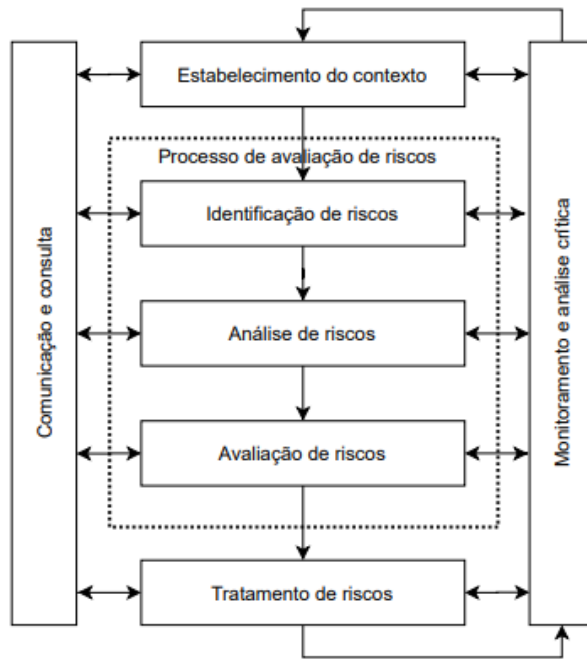 Estabelecimento do contexto
Processo de avaliação de riscos
Identificação de riscos
Análise de riscos
Avaliação de riscos
Tratamento de riscos
Comunicação e consulta
Monitoramento e análise crítica